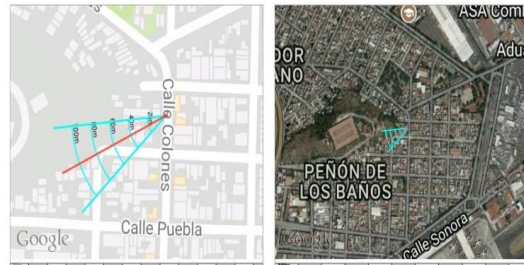 Calle Colones
20m
40m
60m
80m
100m
Calle Puebla
Google
ASA Com
Adua
DOR
ANO
PEÑÓN DE
LOS BAÑOS
Calle Sonora
Google